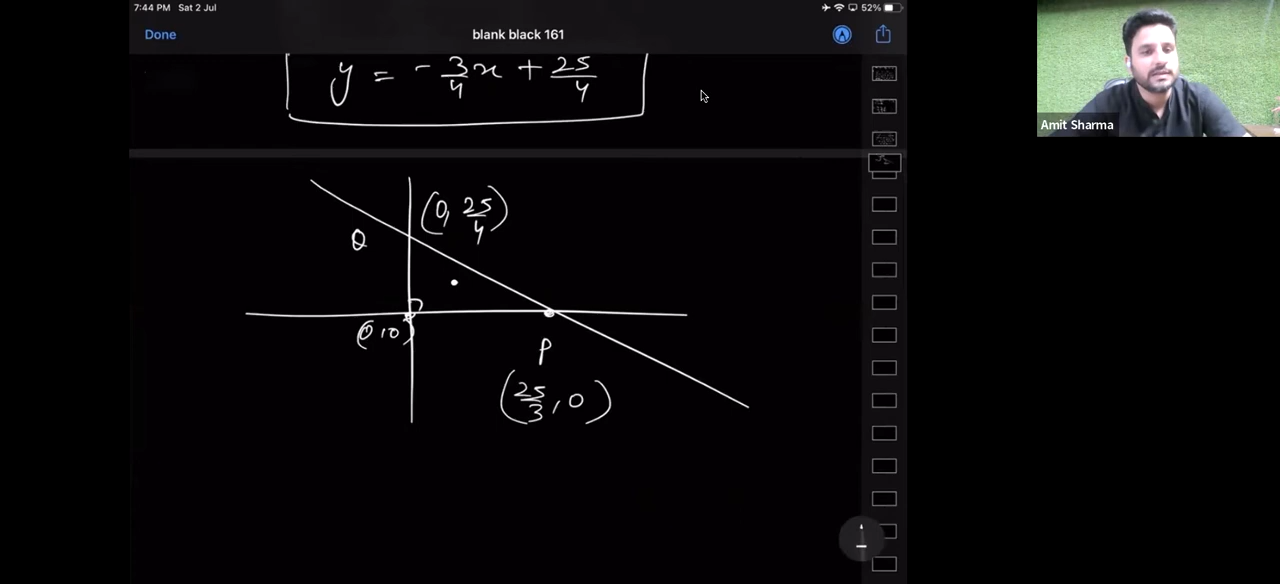 7:44 PM Sat 2 Jul
52%
Done
blank black 161
y = - 3/4 x + 25/4
(0, 25/4)
Q
(0,0)
P
(25/3, 0)
Amit Sharma